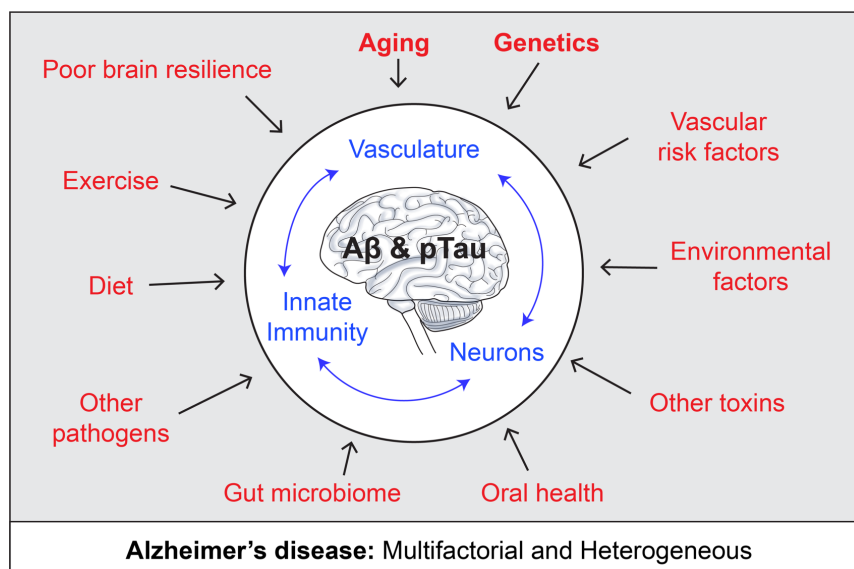 Aging
Genetics
Poor brain resilience
Vascular
risk factors
Vasculature
Exercise
Aβ & pTau
Environmental
factors
Diet
Innate
Immunity
Neurons
Other
pathogens
Other toxins
Gut microbiome
Oral health
Alzheimer's disease: Multifactorial and Heterogeneous